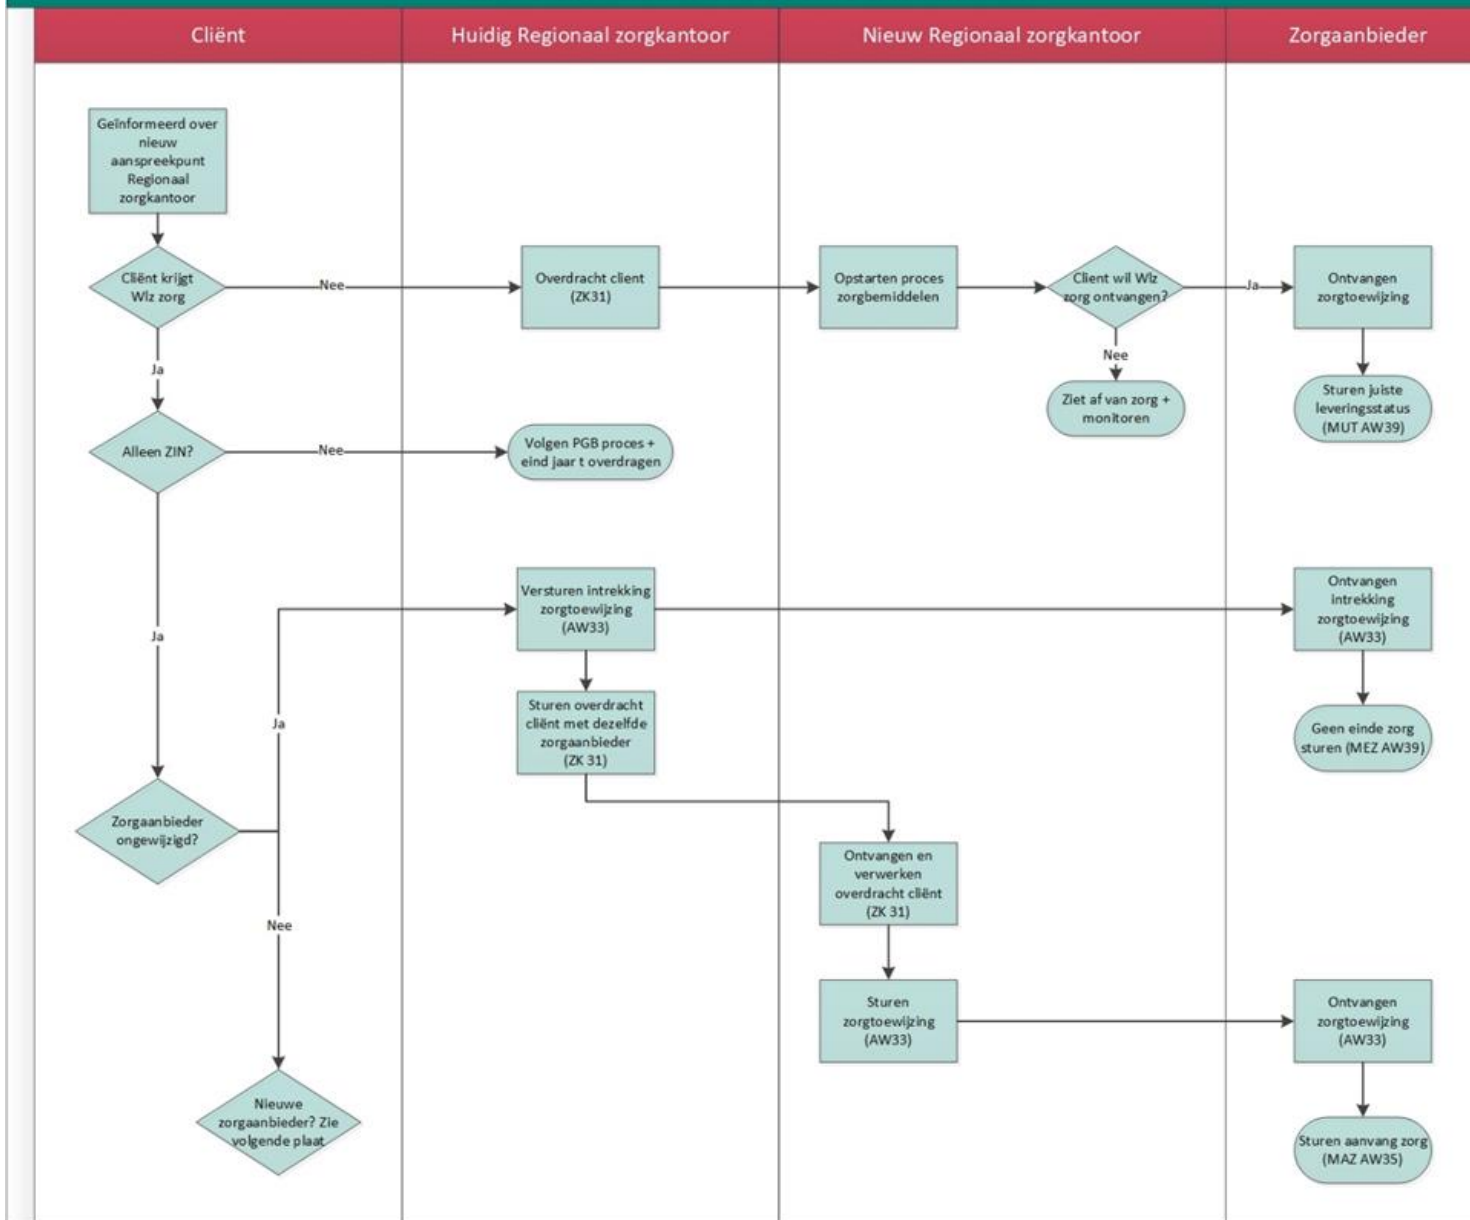 Cliënt
Huidig Regionaal zorgkantoor
Nieuw Regionaal zorgkantoor
Zorgaanbieder
Geïnformeerd over
nieuw
aanspreekpunt
Regionaal
zorgkantoor
Cliënt krijgt
Wlz zorg
Nee
Overdracht client
(ZK31)
Opstarten proces
zorgbemiddelen
Client wil Wlz
zorg ontvangen?
Ja
Ontvangen
zorgtoewijzing
Nee
Ziet af van zorg +
monitoren
Sturen juiste
leveringsstatus
(MUT AW39)
Ja
Alleen ZIN?
Nee
Volgen PGB proces +
eind jaar t overdragen
Ja
Versturen intrekking
zorgtoewijzing
(AW33)
Ontvangen
intrekking
zorgtoewijzing
(AW33)
Ja
Sturen overdracht
cliënt met dezelfde
zorgaanbieder
(ZK 31)
Geen einde zorg
sturen (MEZ AW39)
Zorgaanbieder
ongewijzigd?
Ontvangen en
verwerken
overdracht cliënt
(ZK 31)
Nee
Sturen
zorgtoewijzing
(AW33)
Ontvangen
zorgtoewijzing
(AW33)
Nieuwe
zorgaanbieder? Zie
volgende plaat
Sturen aanvang zorg
(MAZ AW35)